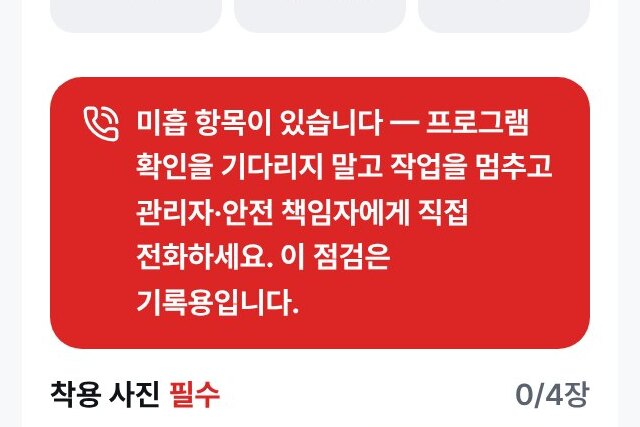 미흡 항목이 있습니다 — 프로그램
확인을 기다리지 말고 작업을 멈추고
관리자·안전 책임자에게 직접
전화하세요. 이 점검은
기록용입니다.
착용 사진 필수 0/4장